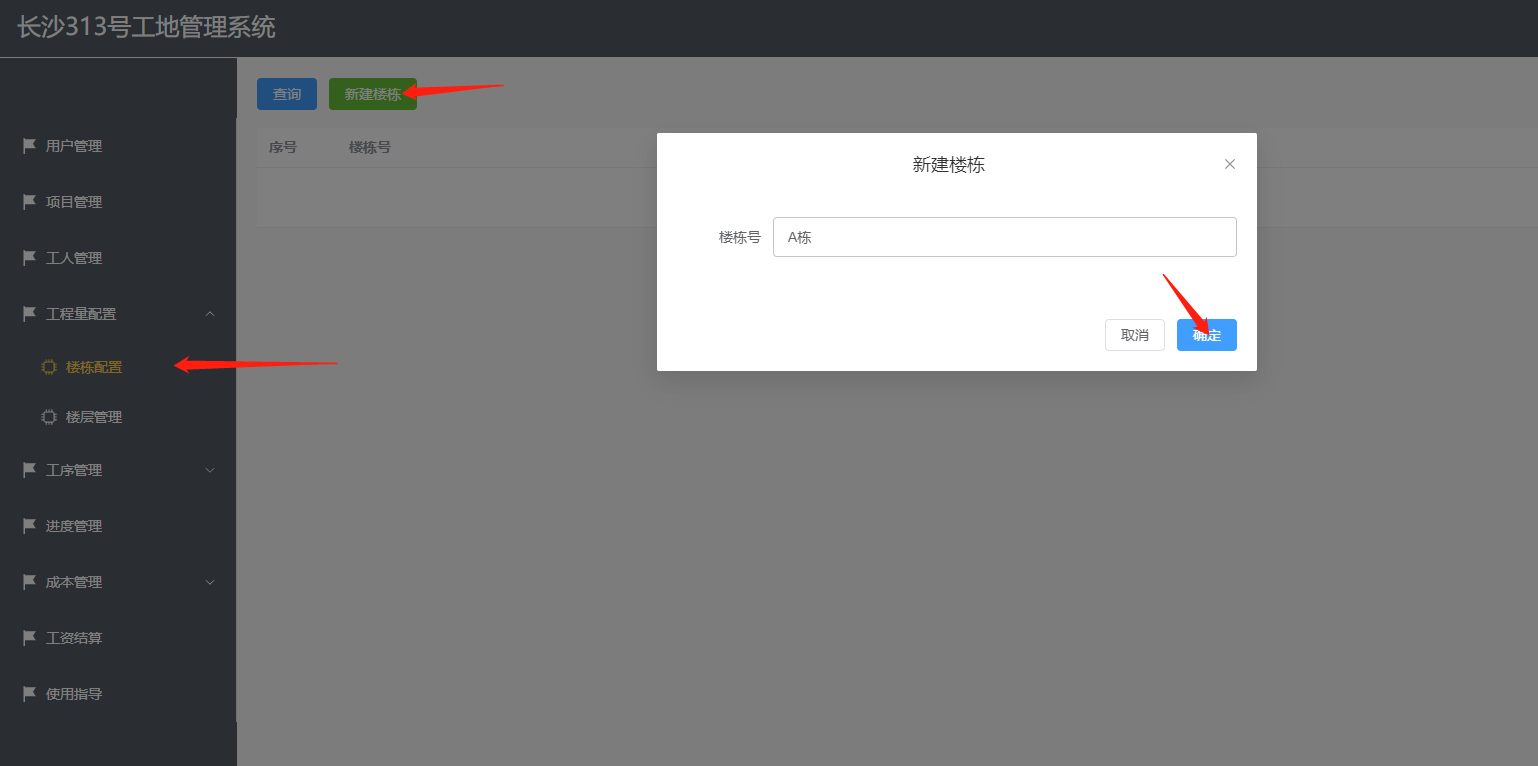 长沙313号工地管理系统
用户管理
项目管理
工人管理
工程量配置
楼栋配置
楼层管理
工序管理
进度管理
成本管理
工资结算
使用指导
查询 新建楼栋
序号 楼栋号
新建楼栋
楼栋号 A栋
取消 确定